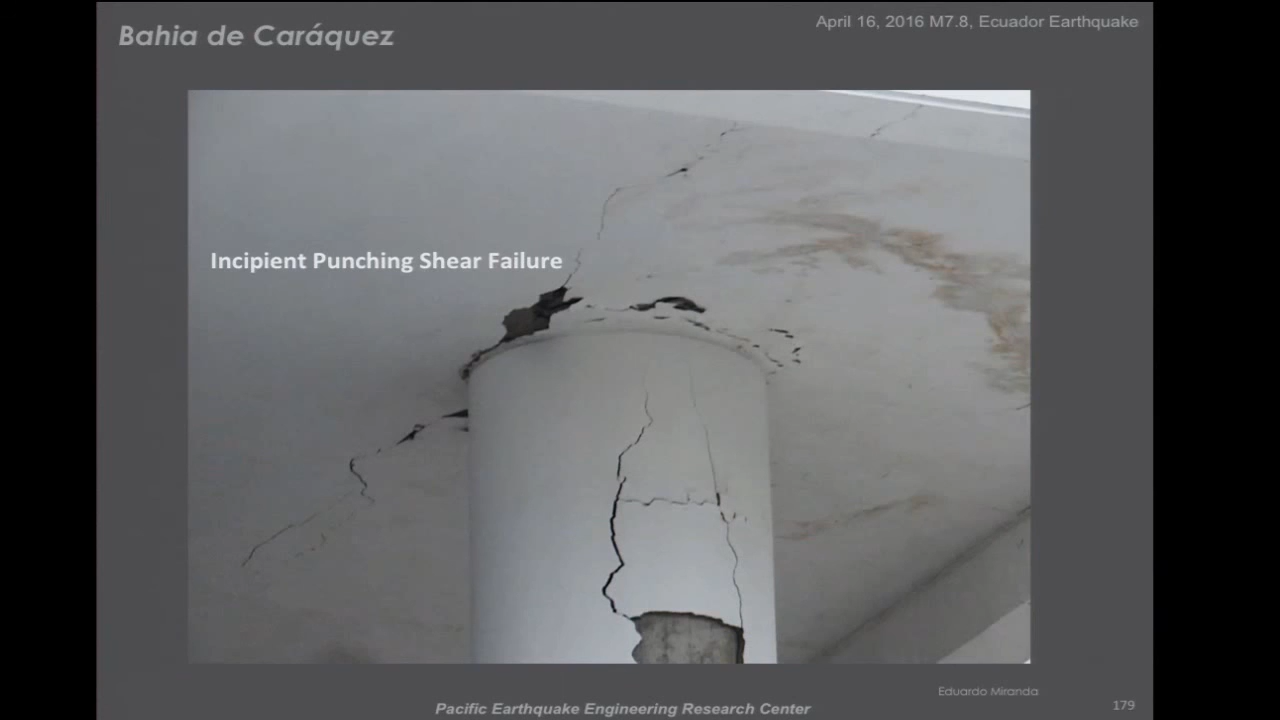 Bahia de Caráquez
April 16, 2016 M7.8, Ecuador Earthquake
Incipient Punching Shear Failure
Eduardo Miranda
Pacific Earthquake Engineering Research Center
179